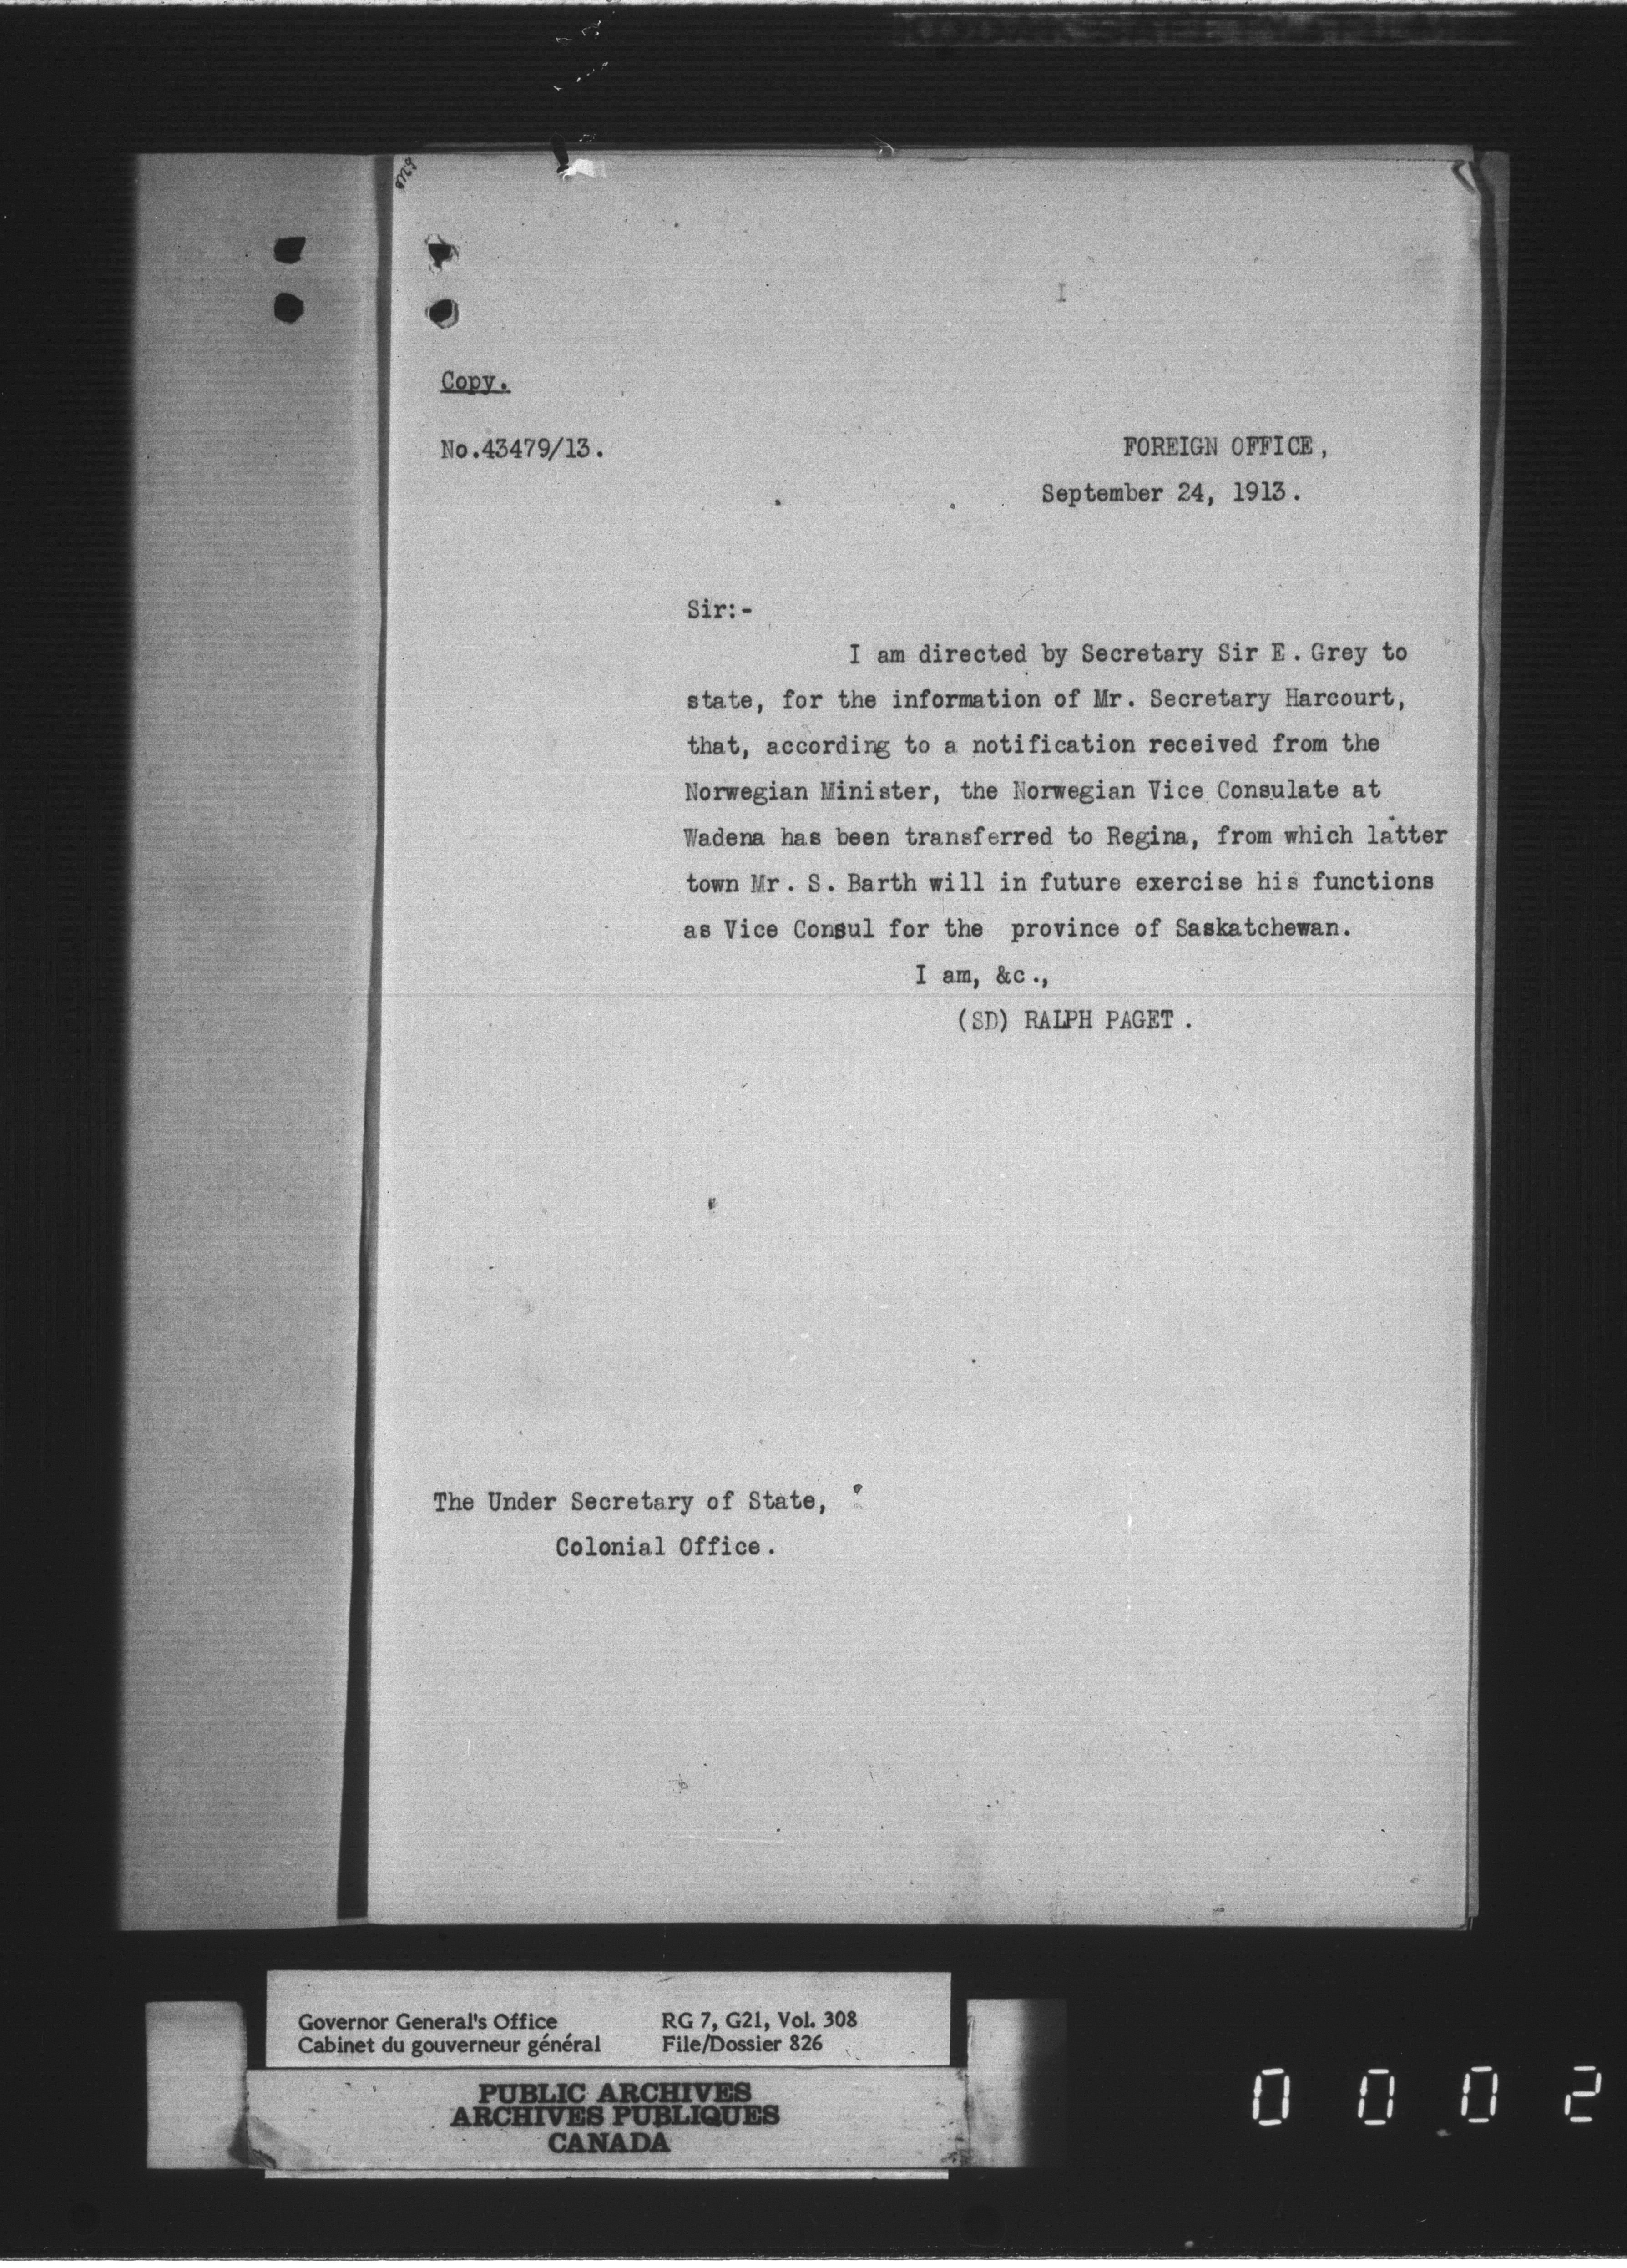 Copy.
No.43479/13.
FOREIGN OFFICE,
September 24, 1913.
Sir:-
I am directed by Secretary Sir E. Grey to
state, for the information of Mr. Secretary Harcourt,
that, according to a notification received from the
Norwegian Minister, the Norwegian Vice Consulate at
Wadena has been transferred to Regina, from which latter
town Mr. S. Barth will in future exercise his functions
as Vice Consul for the province of Saskatchewan.
I am, &c.,
(SD) RALPH PAGET.
The Under Secretary of State,
Colonial Office.
Governor General's Office
Cabinet du gouverneur général
RG 7, G21, Vol. 308
File/Dossier 826
PUBLIC ARCHIVES
ARCHIVES PUBLIQUES
CANADA
0002